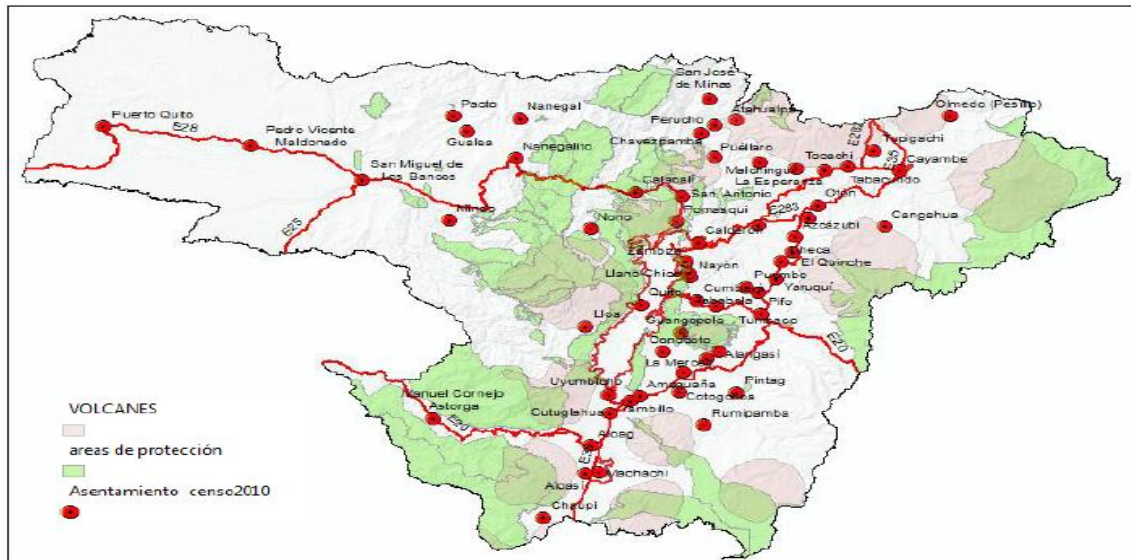 San José
de Minas
Pacto
Nanegal
Atahualpa
Olmedo (Pesillo)
Puerto Quito
E28
Perucho
Gualea
Chavezpamba
E282
Tupigachi
Pedro Vicente
Maldonado
Nanegalito
Puéllaro
Tocachi
E35
Cayambe
San Miguel de
Los Bancos
Malchinguí
La Esperanza
Tabacundo
Calacalí
San Antonio
Otón
Mindo
Nono
Pomasqui
E283
Cangahua
E25
Calderón
Azcázubi
Zámbiza
Checa
Nayón
El Quinche
Llano Chico
Puembo
Cumbayá
Yaruquí
Quito
Pifo
Lloa
Guangopolo
Tumbaco
Conocoto
E20
La Merced
Alangasí
Uyumbicho
Amaguaña
Pintag
Manuel Cornejo
Astorga
Cotogchoa
VOLCANES
Cutuglahua
Tambillo
Rumipamba
E20
areas de protección
Aloag
Machachi
Asentamiento censo2010
Aloasí
Chaupi